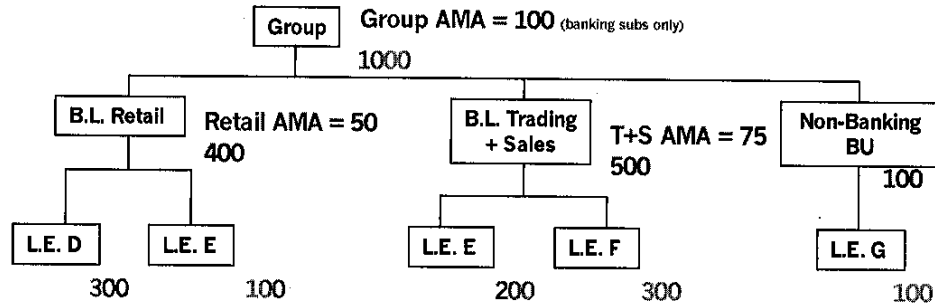 Group
Group AMA = 100 (banking subs only)
1000
B.L. Retail
Retail AMA = 50
400
B.L. Trading
+ Sales
T+S AMA = 75
500
Non-Banking
BU
100
L.E. D
L.E. E
L.E. E
L.E. F
L.E. G
300
100
200
300
100